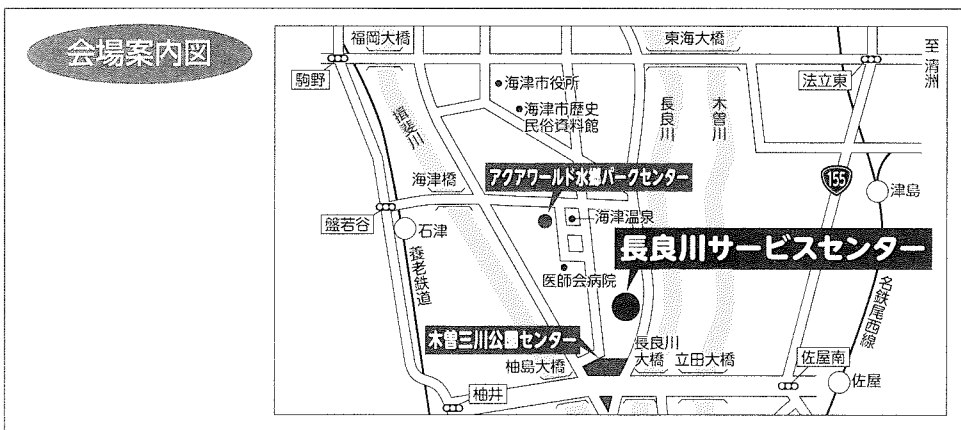 会場案内図
福岡大橋
東海大橋
至清洲
駒野
海津市役所
法立東
海津市歴史
民俗資料館
揖斐川
長良川
木曽川
アクアワールド水郷パークセンター
海津橋
155
津島
盤若谷
石津
海津温泉
長良川サービスセンター
養老鉄道
医師会病院
名鉄尾西線
木曽三川公園センター
長良川
大橋
立田大橋
佐屋南
柚島大橋
佐屋
柚井